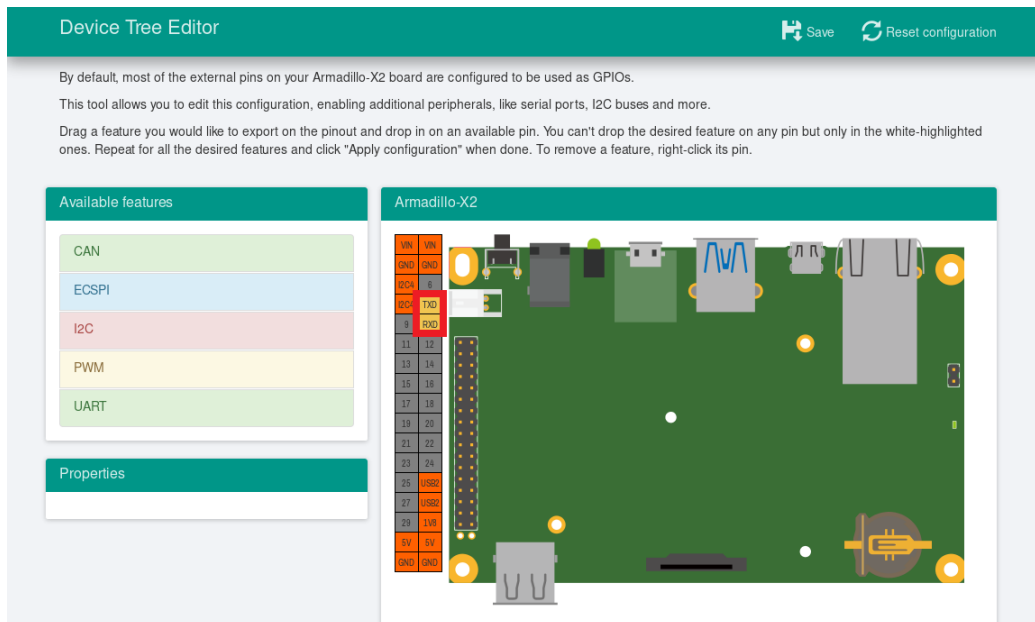 Device Tree Editor
Save
Reset configuration
By default, most of the external pins on your Armadillo-X2 board are configured to be used as GPIOs.
This tool allows you to edit this configuration, enabling additional peripherals, like serial ports, I2C buses and more.
Drag a feature you would like to export on the pinout and drop in on an available pin. You can't drop the desired feature on any pin but only in the white-highlighted
ones. Repeat for all the desired features and click "Apply configuration" when done. To remove a feature, right-click its pin.
Available features
CAN
ECSPI
I2C
PWM
UART
Properties
Armadillo-X2
VIN VIN
GND GND
I2C4 6
I2C4 TXD
9 RXD
11 12
13 14
15 16
17 18
19 20
21 22
23 24
25 USB2
27 USB2
29 1V8
5V 5V
GND GND